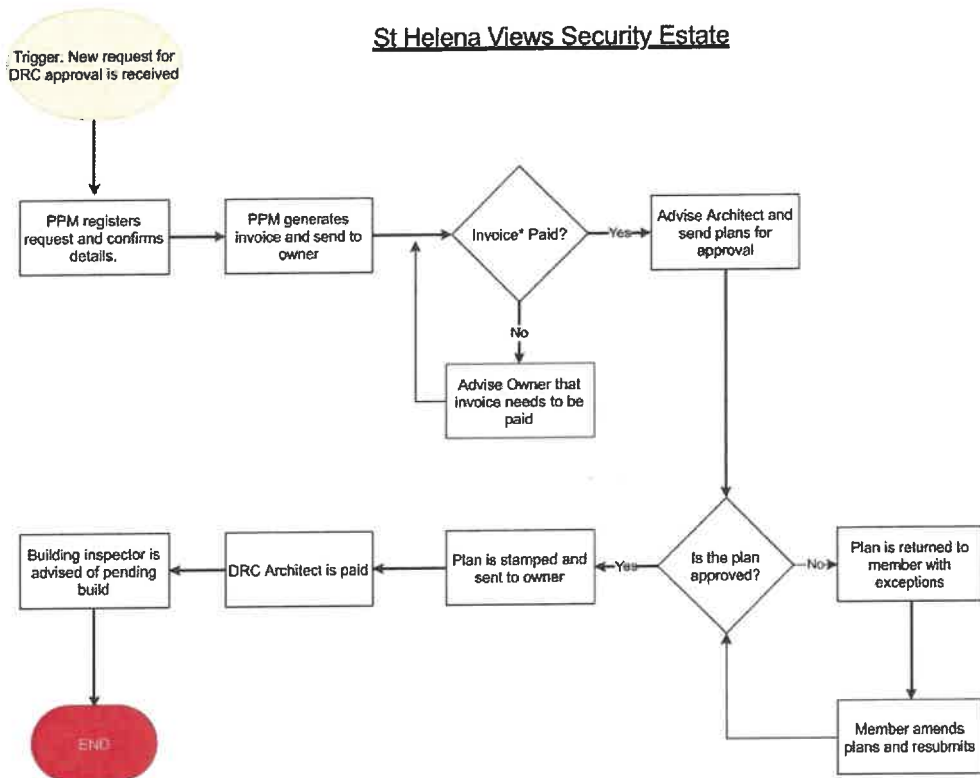 St Helena Views Security Estate
Trigger. New request for
DRC approval is received
PPM registers
request and confirms
details.
PPM generates
invoice and send to
owner
Invoice* Paid?
Yes
Advise Architect and
send plans for
approval
No
Advise Owner that
invoice needs to be
paid
Is the plan
approved?
No
Plan is returned to
member with
exceptions
Member amends
plans and resubmits
Yes
Plan is stamped and
sent to owner
DRC Architect is paid
Building inspector is
advised of pending
build
END